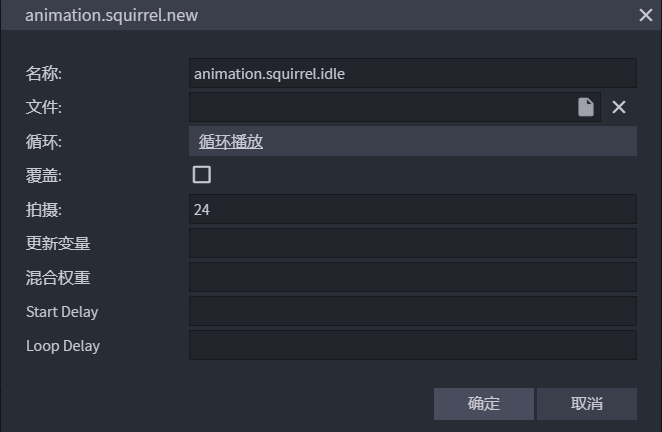 animation.squirrel.new
名称: animation.squirrel.idle
文件:
循环: 循环播放
覆盖:
拍摄: 24
更新变量
混合权重
Start Delay
Loop Delay
确定 取消